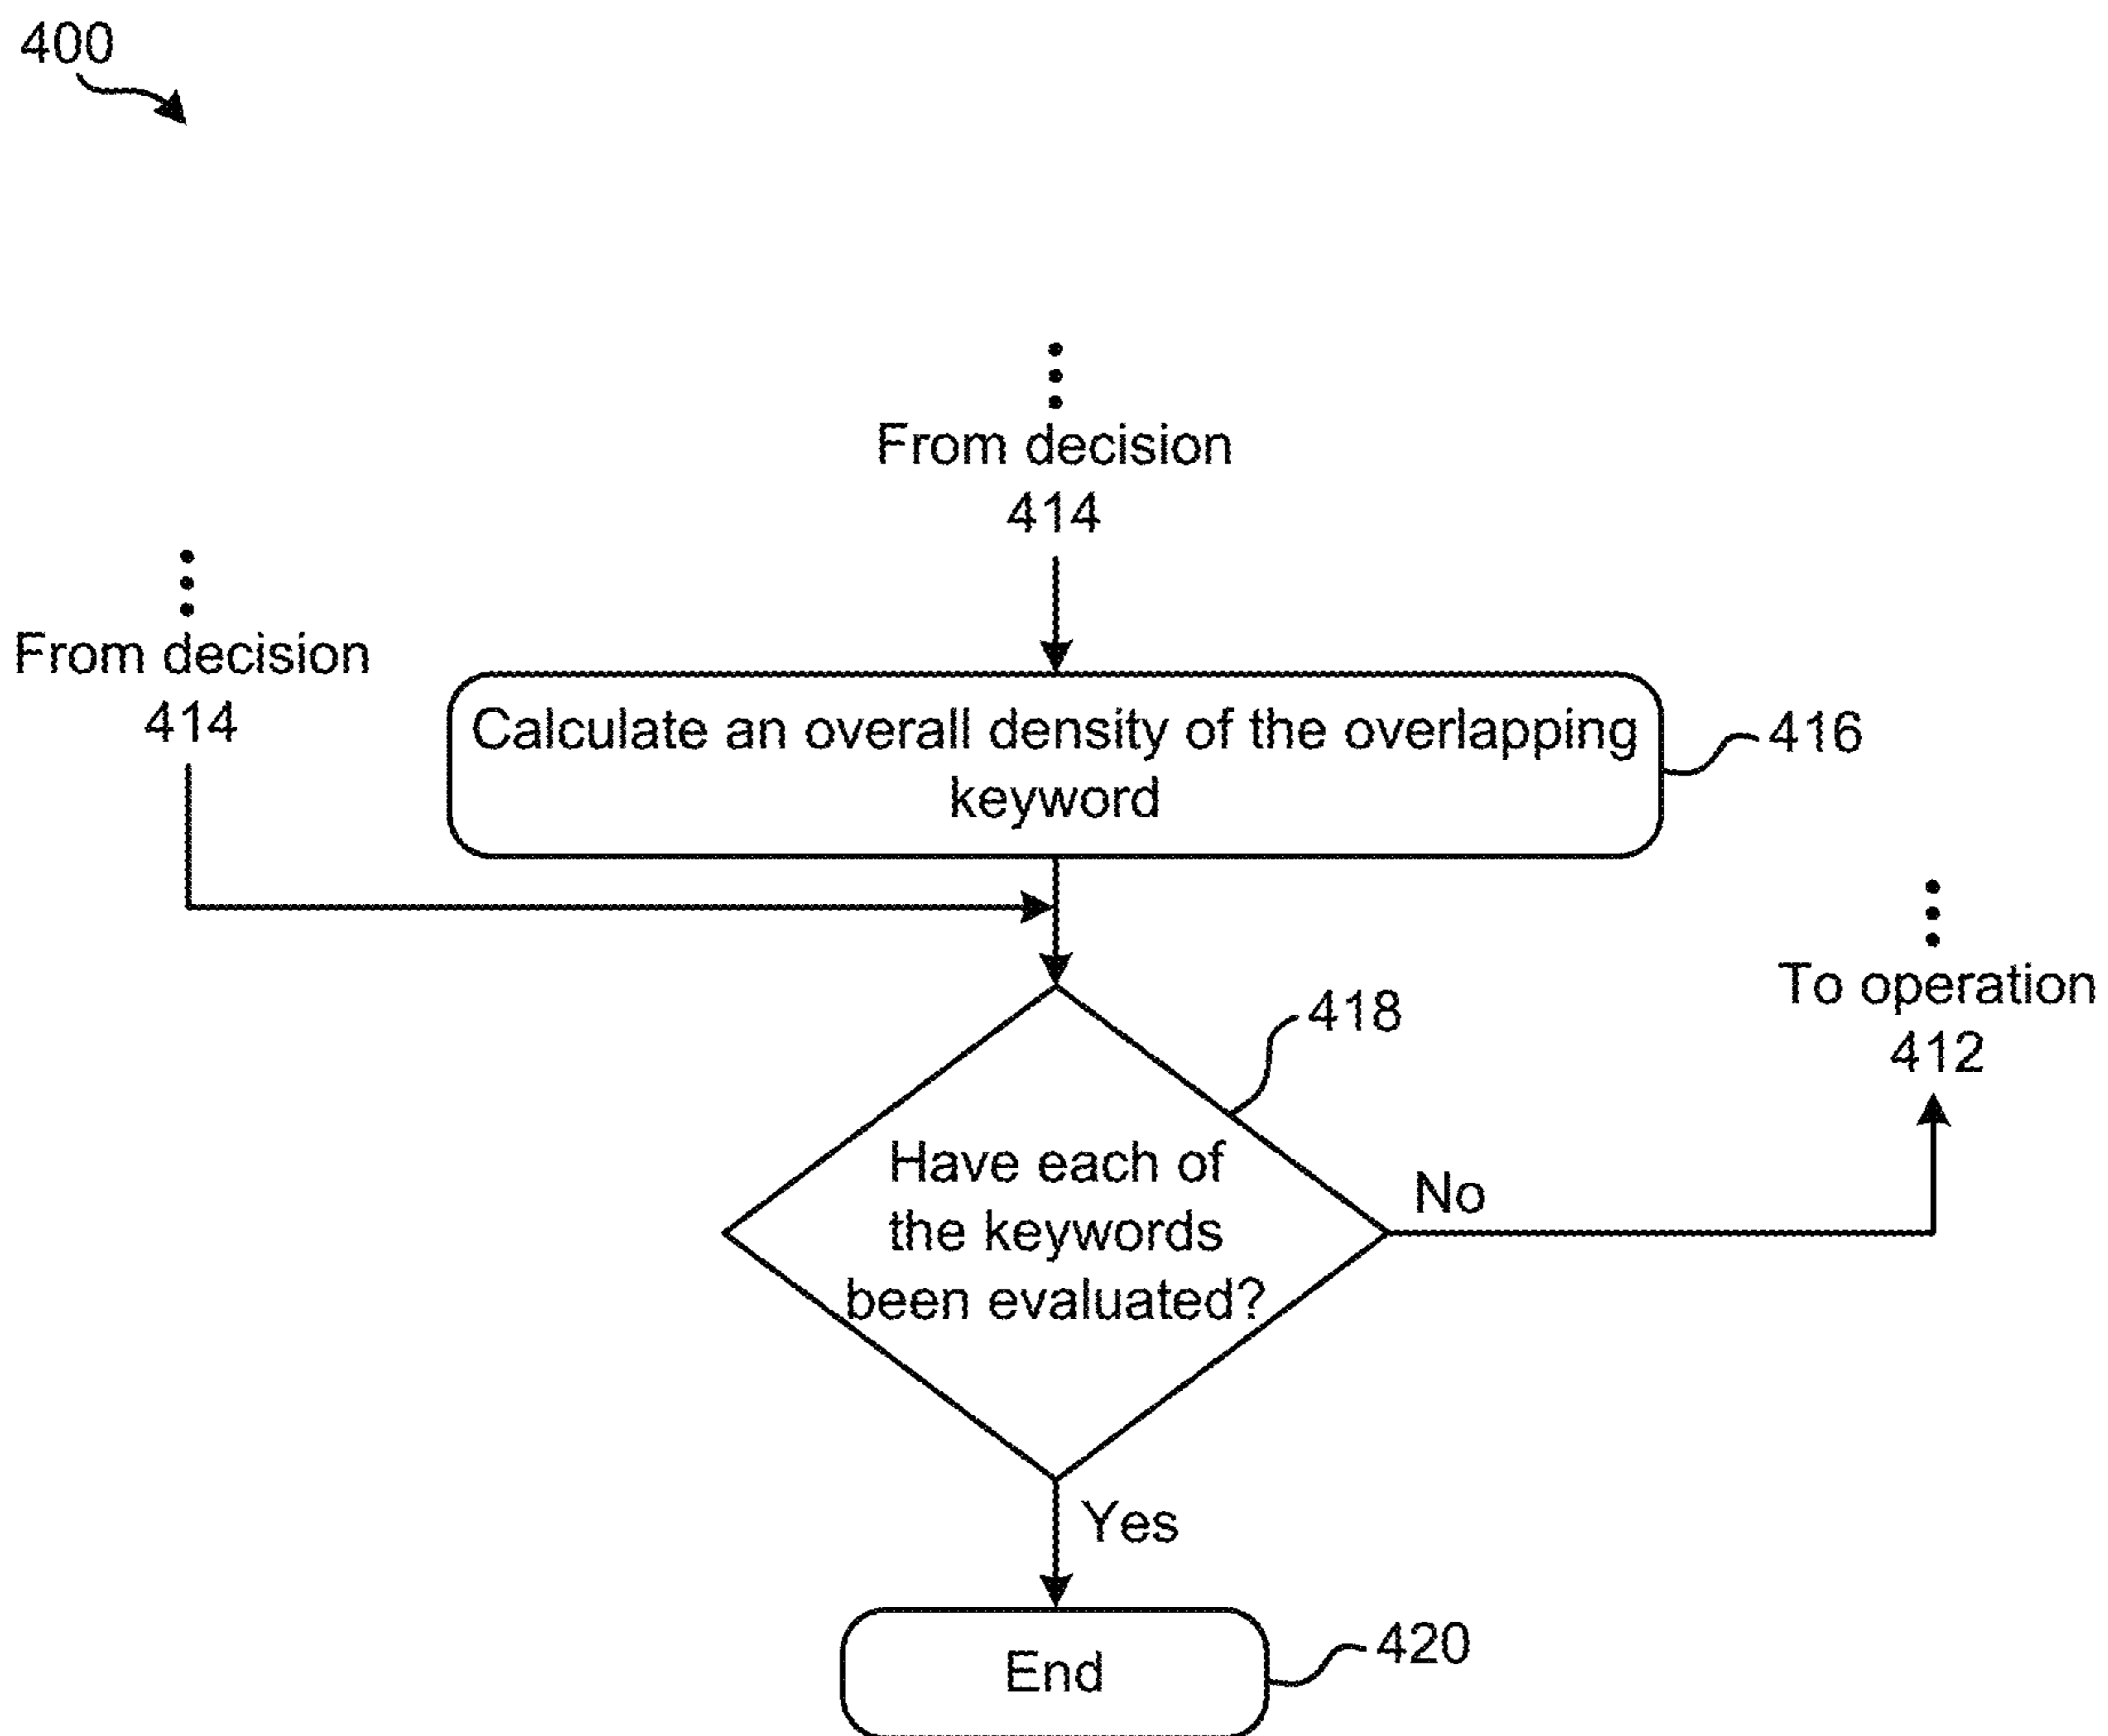 400
From decision
414
From decision
414
Calculate an overall density of the overlapping
keyword
416
To operation
412
418
Have each of
the keywords
been evaluated?
No
Yes
End
420